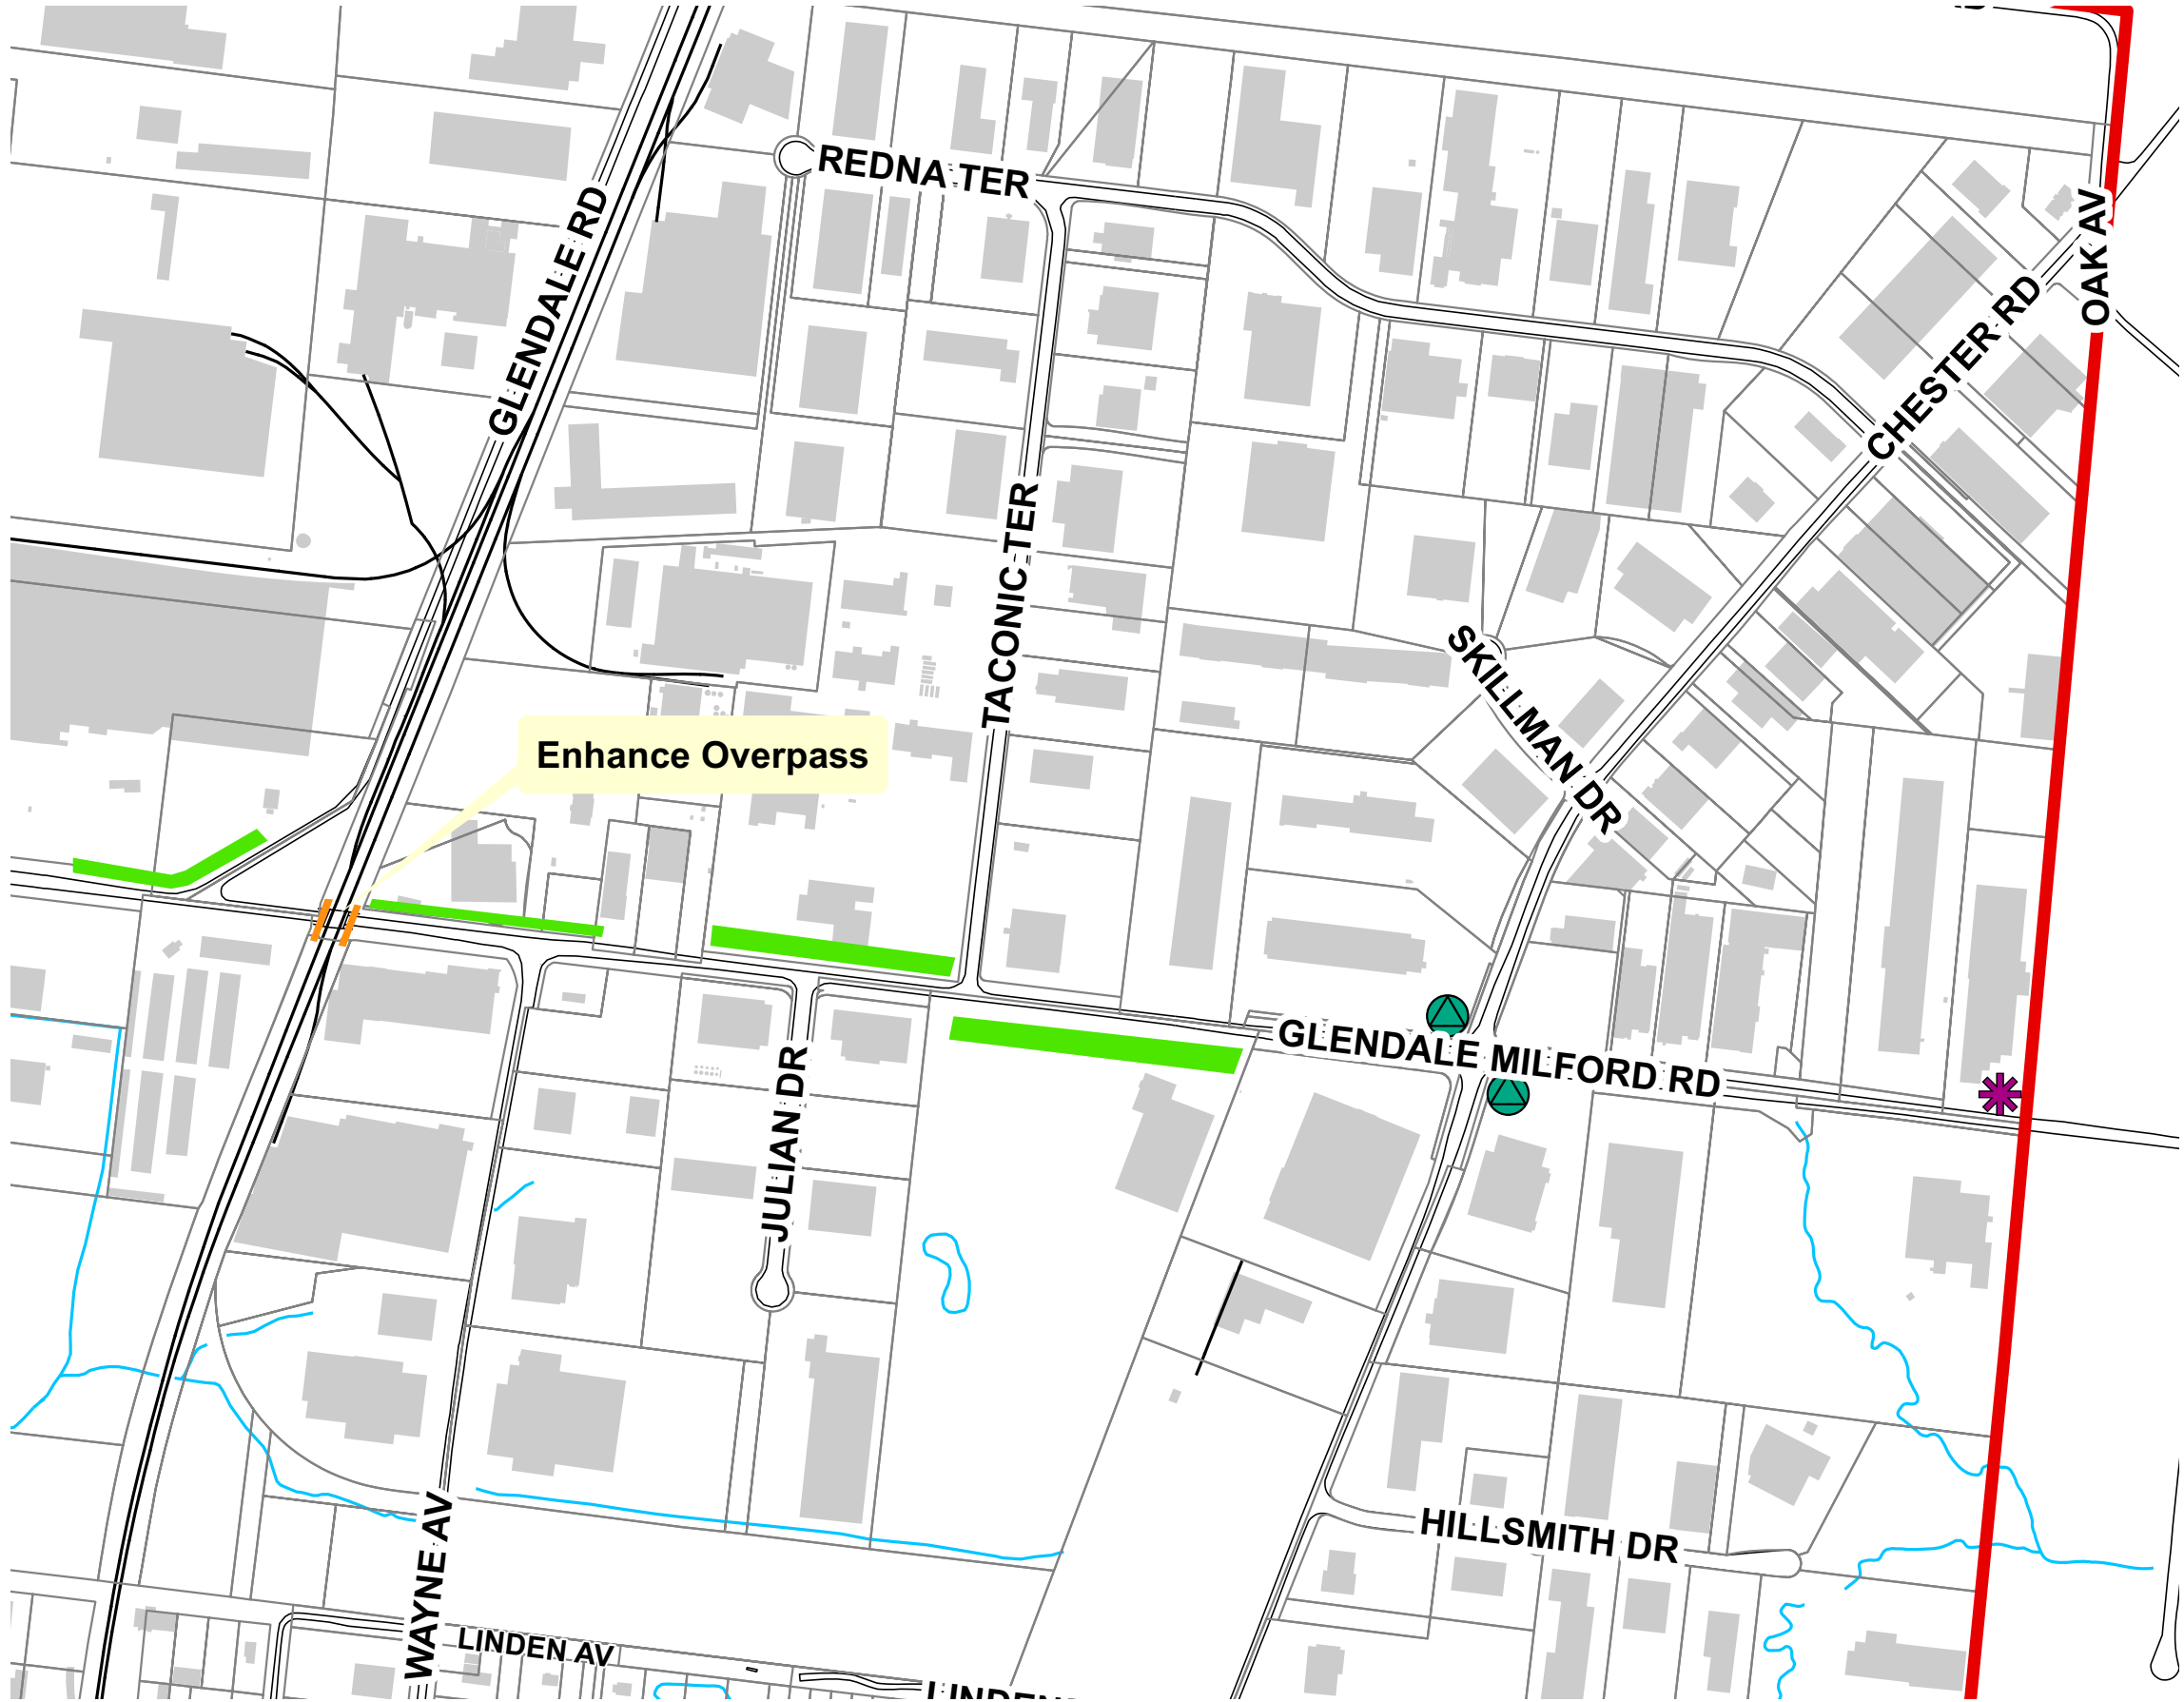 REDNA TER
GLENDALE RD
OAK AV
CHESTER RD
TACONIC TER
SKILLMAN DR
Enhance Overpass
GLENDALE MILFORD RD
JULIAN DR
HILLSMITH DR
WAYNE AV
LINDEN AV
LINDEN